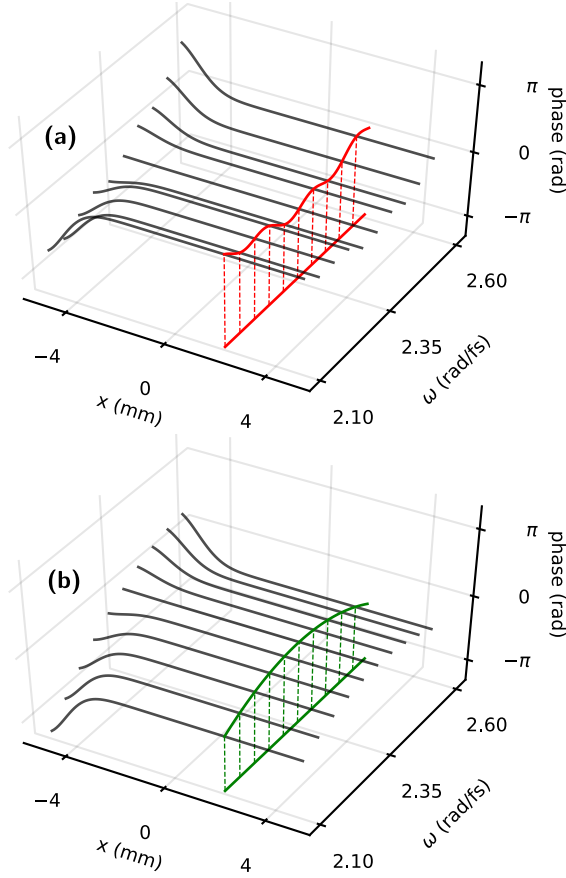 (a)
π
0
−π
phase (rad)
2.60
2.35
2.10
ω (rad/fs)
−4
0
4
x (mm)
(b)
π
0
−π
phase (rad)
2.60
2.35
2.10
ω (rad/fs)
−4
0
4
x (mm)